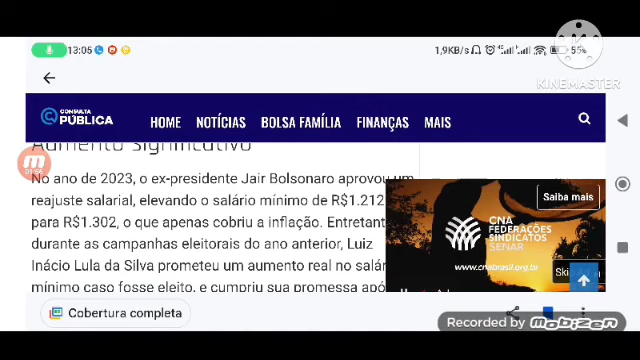 13:05
1,9KB/s
55%
KINEMASTER
CONSULTA PÚBLICA
HOME NOTÍCIAS BOLSA FAMÍLIA FINANÇAS MAIS
Aumento Significativo
No ano de 2023, o ex-presidente Jair Bolsonaro aprovou um
reajuste salarial, elevando o salário mínimo de R$1.212
para R$1.302, o que apenas cobriu a inflação. Entretant
durante as campanhas eleitorais do ano anterior, Luiz
Inácio Lula da Silva prometeu um aumento real no salár
mínimo caso fosse eleito, e cumpriu sua promessa apó
Saiba mais
CNA
FEDERAÇÕES
SINDICATOS
SENAR
www.cnabrasil.org.br
Cobertura completa
Recorded by mobizen